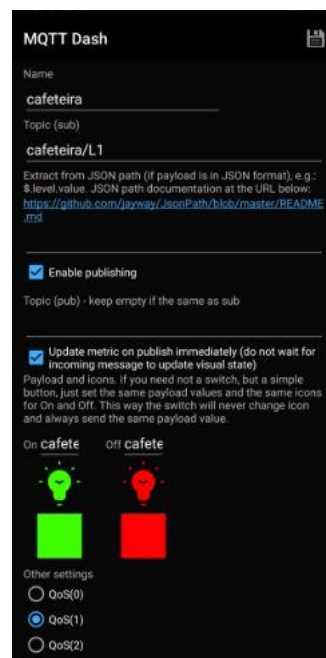 MQTT Dash
Name
cafeteira
Topic (sub)
cafeteira/L1
Extract from JSON path (if payload is in JSON format), e.g.:
$.level.value. JSON path documentation at the URL below:
https://github.com/jayway/JsonPath/blob/master/README
.md
Enable publishing
Topic (pub) - keep empty if the same as sub
Update metric on publish immediately (do not wait for
incoming message to update visual state)
Payload and icons. If you need not a switch, but a simple
button, just set the same payload values and the same icons
for On and Off. This way the switch will never change icon
and always send the same payload value.
On cafete Off cafete
Other settings
QoS(0)
QoS(1)
QoS(2)